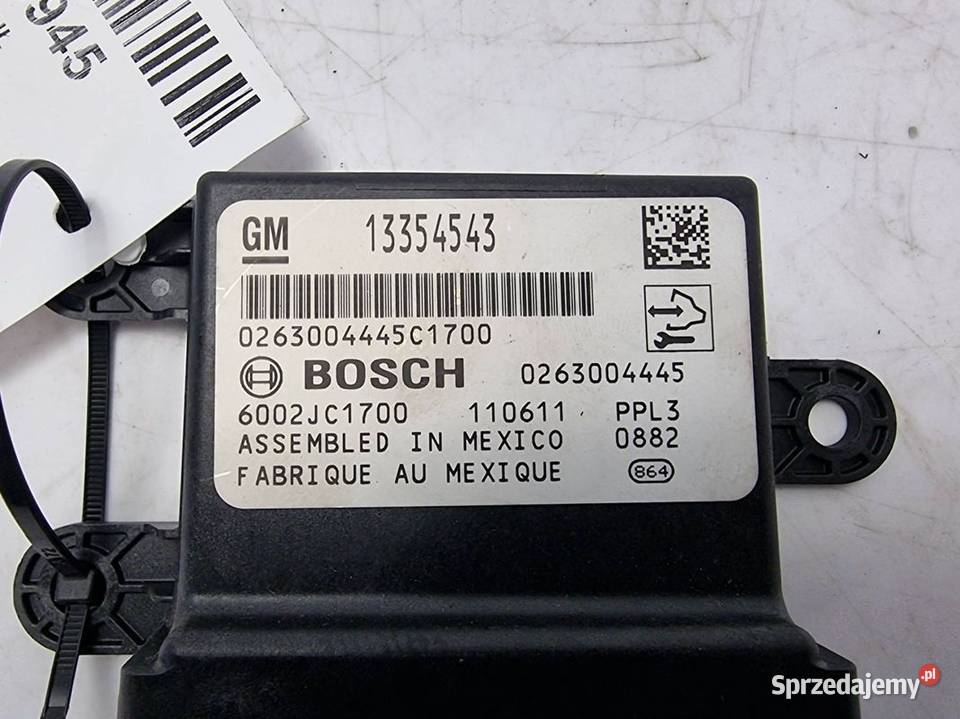 945
GM 13354543
0263004445C1700
BOSCH 0263004445
6002JC1700 110611 PPL3
ASSEMBLED IN MEXICO 0882
FABRIQUE AU MEXIQUE 864
Sprzedajemy.pl